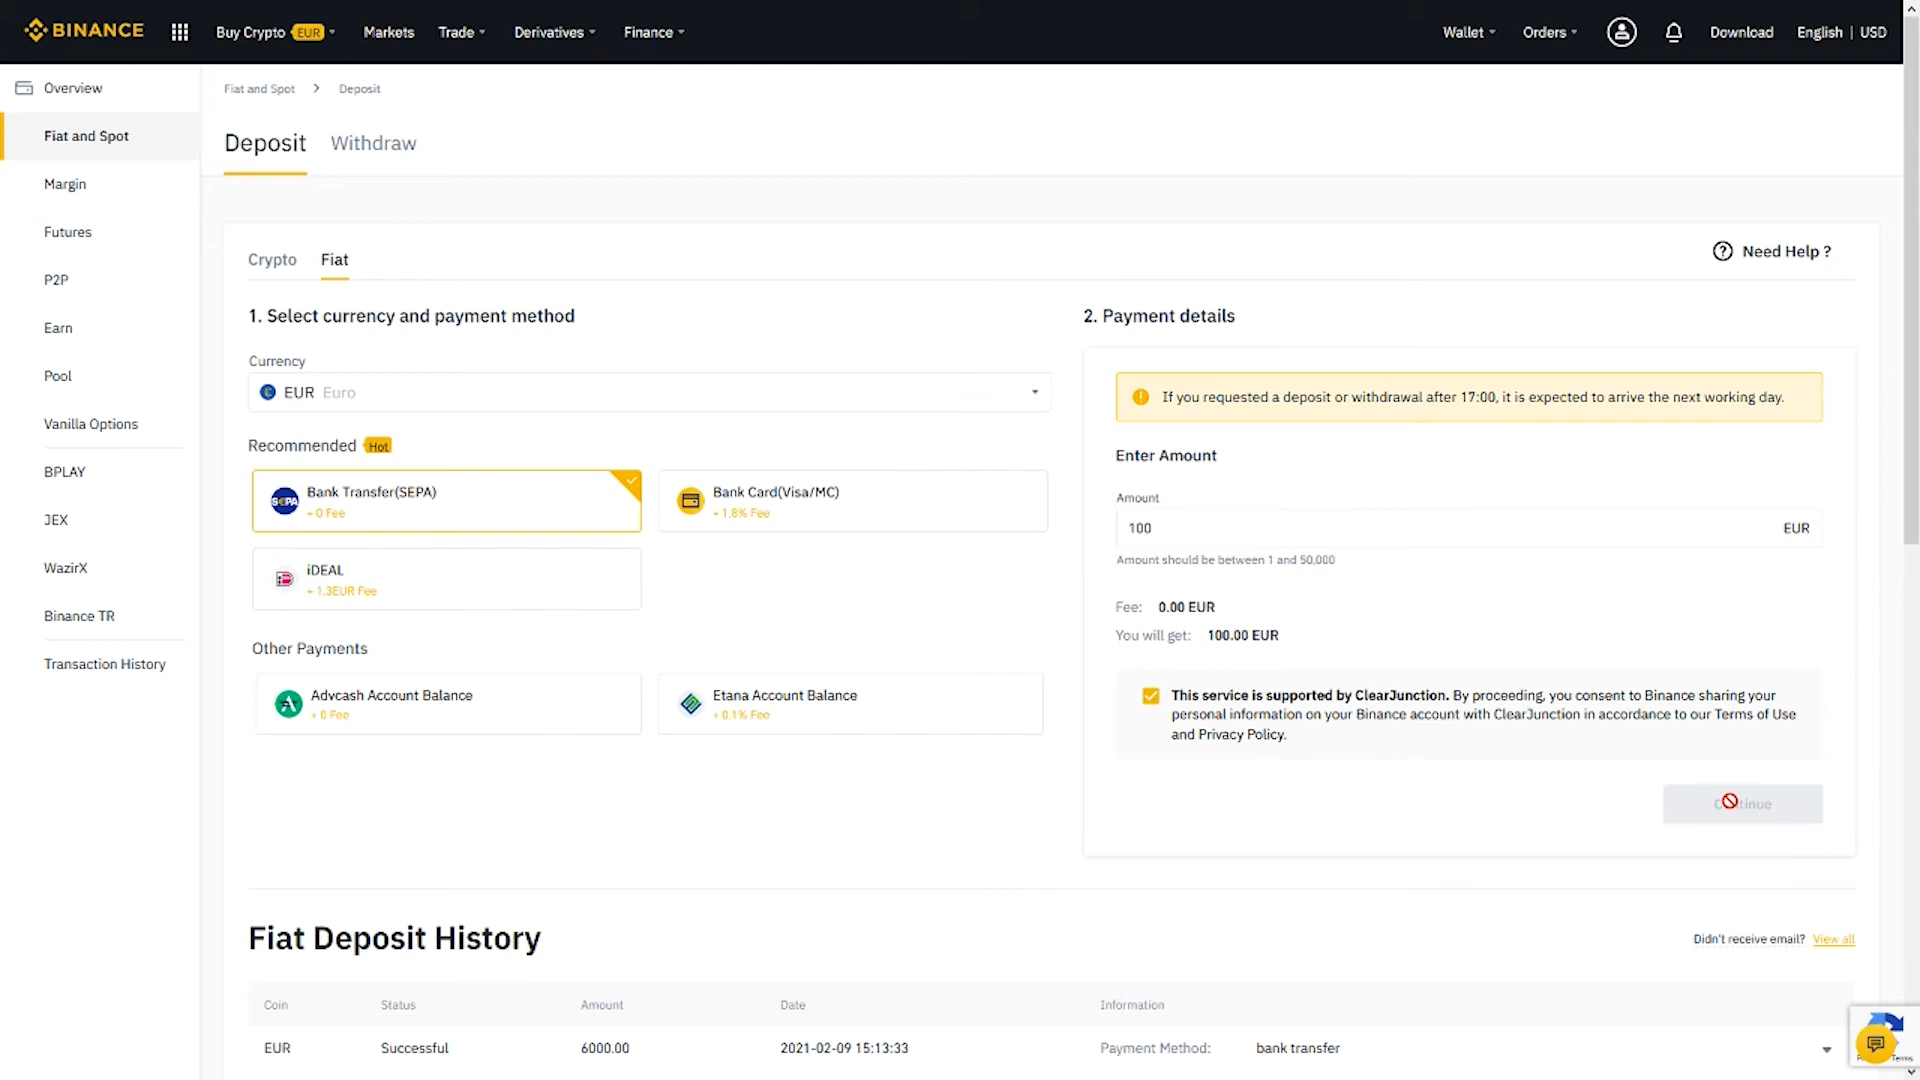 BINANCE
Buy Crypto EUR
Markets
Trade
Derivatives
Finance
Wallet
Orders
Download
English | USD
Overview
Fiat and Spot
Margin
Futures
P2P
Earn
Pool
Vanilla Options
BPLAY
JEX
WazirX
Binance TR
Transaction History
Fiat and Spot > Deposit
Deposit Withdraw
Crypto Fiat
Need Help ?
1. Select currency and payment method
Currency
EUR Euro
Recommended Hot
SEPA
Bank Transfer(SEPA)
+ 0 Fee
Bank Card(Visa/MC)
+ 1.8% Fee
iDEAL
+ 1.3EUR Fee
Other Payments
Advcash Account Balance
+ 0 Fee
Etana Account Balance
+ 0.1% Fee
2. Payment details
If you requested a deposit or withdrawal after 17:00, it is expected to arrive the next working day.
Enter Amount
Amount
100 EUR
Amount should be between 1 and 50,000
Fee: 0.00 EUR
You will get: 100.00 EUR
This service is supported by ClearJunction. By proceeding, you consent to Binance sharing your
personal information on your Binance account with ClearJunction in accordance to our Terms of Use
and Privacy Policy.
Continue
Fiat Deposit History
Didn't receive email? View all
Coin Status Amount Date Information
EUR Successful 6000.00 2021-02-09 15:13:33 Payment Method: bank transfer
Terms